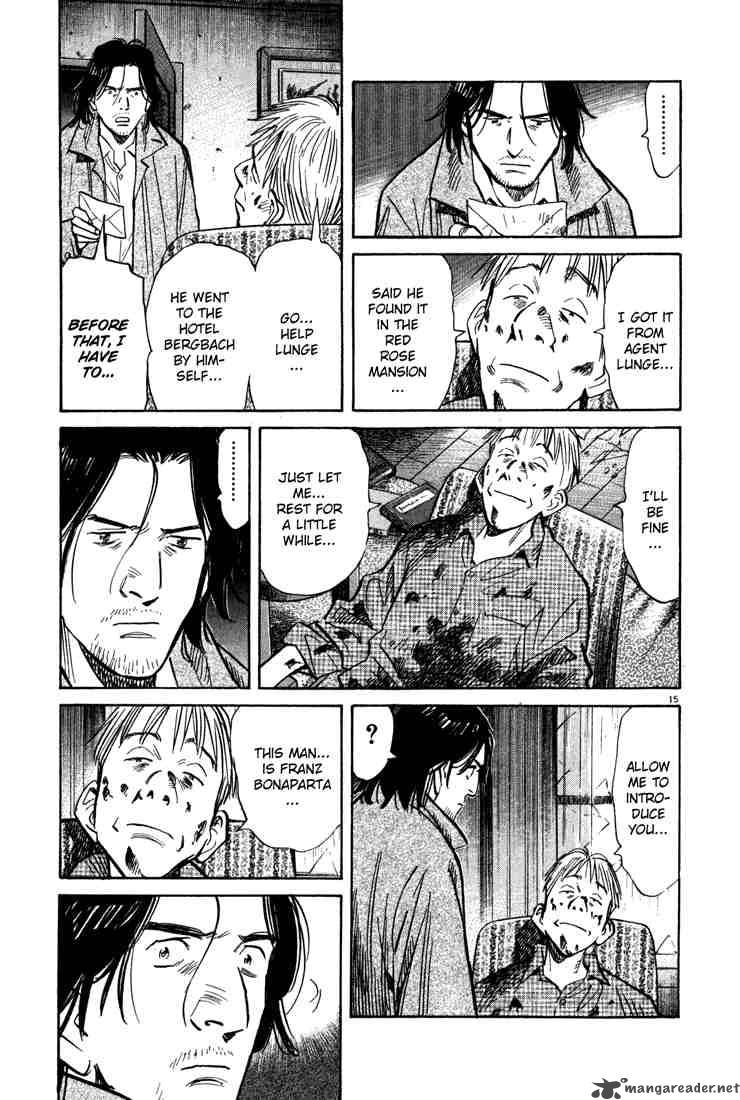 .........
I GOT IT
FROM
AGENT
LUNGE...
SAID HE
FOUND IT
IN THE
RED
ROSE
MANSION
...
GO...
HELP
LUNGE...
HE WENT
TO THE
HOTEL
BERGBACH
BY HIM-
SELF...
BEFORE
THAT, I
HAVE
TO...
I'LL
BE
FINE
...
JUST LET
ME...
REST FOR
A LITTLE
WHILE...
.........
15
ALLOW
ME TO
INTRO-
DUCE
YOU...
?
THIS MAN...
IS FRANZ
BONAPARTA
...
mangareader.net